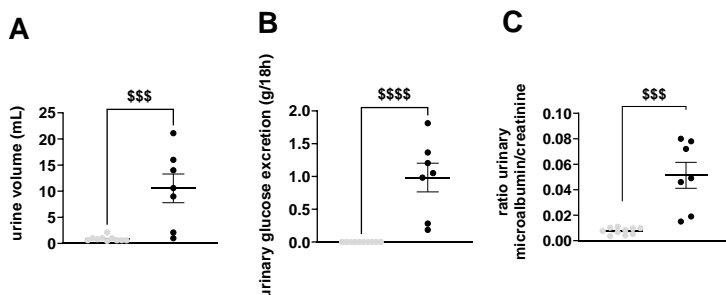 A
B
C
$$$
$$$$
$$$
urine volume (mL)
25
20
15
10
5
0
urinary glucose excretion (g/18h)
2.0
1.5
1.0
0.5
0.0
ratio urinary
microalbumin/creatinine
0.10
0.08
0.06
0.04
0.02
0.00